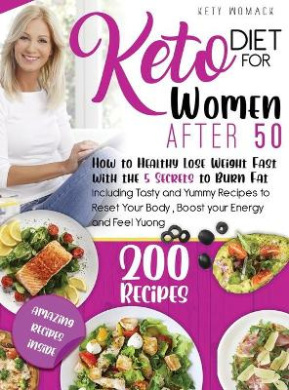 KETY WOMACK
Keto DIET
FOR
Women
AFTER 50
How to Healthy Lose Weight Fast
with the 5 Secrets to Burn Fat
Including Tasty and Yummy Recipes to
Reset Your Body , Boost your Energy
and Feel Yuong
200
Recipes
AMAZING
RECIPES
INSIDE